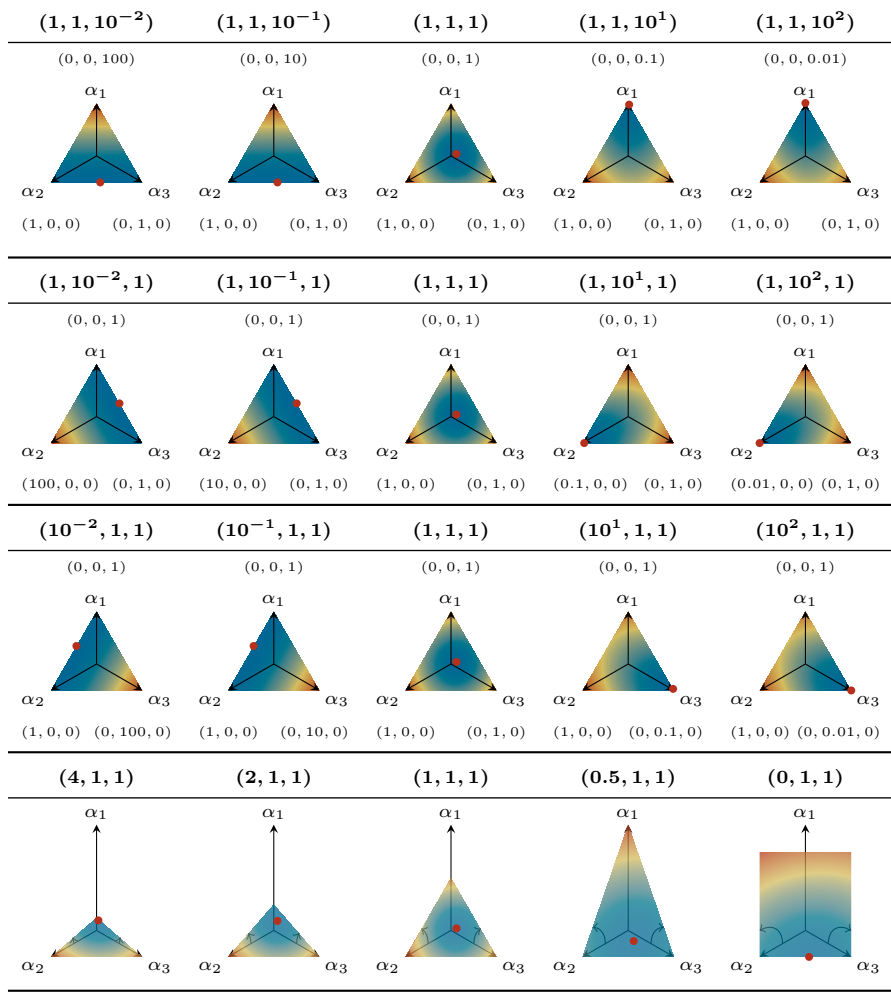 (1, 1, 10⁻²) (1, 1, 10⁻¹) (1, 1, 1) (1, 1, 10¹) (1, 1, 10²)
(0, 0, 100) (0, 0, 10) (0, 0, 1) (0, 0, 0.1) (0, 0, 0.01)
α₁ α₁ α₁ α₁ α₁
α₂ α₃ α₂ α₃ α₂ α₃ α₂ α₃ α₂ α₃
(1, 0, 0) (0, 1, 0) (1, 0, 0) (0, 1, 0) (1, 0, 0) (0, 1, 0) (1, 0, 0) (0, 1, 0) (1, 0, 0) (0, 1, 0)
(1, 10⁻², 1) (1, 10⁻¹, 1) (1, 1, 1) (1, 10¹, 1) (1, 10², 1)
(0, 0, 1) (0, 0, 1) (0, 0, 1) (0, 0, 1) (0, 0, 1)
α₁ α₁ α₁ α₁ α₁
α₂ α₃ α₂ α₃ α₂ α₃ α₂ α₃ α₂ α₃
(100, 0, 0) (0, 1, 0) (10, 0, 0) (0, 1, 0) (1, 0, 0) (0, 1, 0) (0.1, 0, 0) (0, 1, 0) (0.01, 0, 0) (0, 1, 0)
(10⁻², 1, 1) (10⁻¹, 1, 1) (1, 1, 1) (10¹, 1, 1) (10², 1, 1)
(0, 0, 1) (0, 0, 1) (0, 0, 1) (0, 0, 1) (0, 0, 1)
α₁ α₁ α₁ α₁ α₁
α₂ α₃ α₂ α₃ α₂ α₃ α₂ α₃ α₂ α₃
(1, 0, 0) (0, 100, 0) (1, 0, 0) (0, 10, 0) (1, 0, 0) (0, 1, 0) (1, 0, 0) (0, 0.1, 0) (1, 0, 0) (0, 0.01, 0)
(4, 1, 1) (2, 1, 1) (1, 1, 1) (0.5, 1, 1) (0, 1, 1)
α₁ α₁ α₁ α₁ α₁
α₂ α₃ α₂ α₃ α₂ α₃ α₂ α₃ α₂ α₃